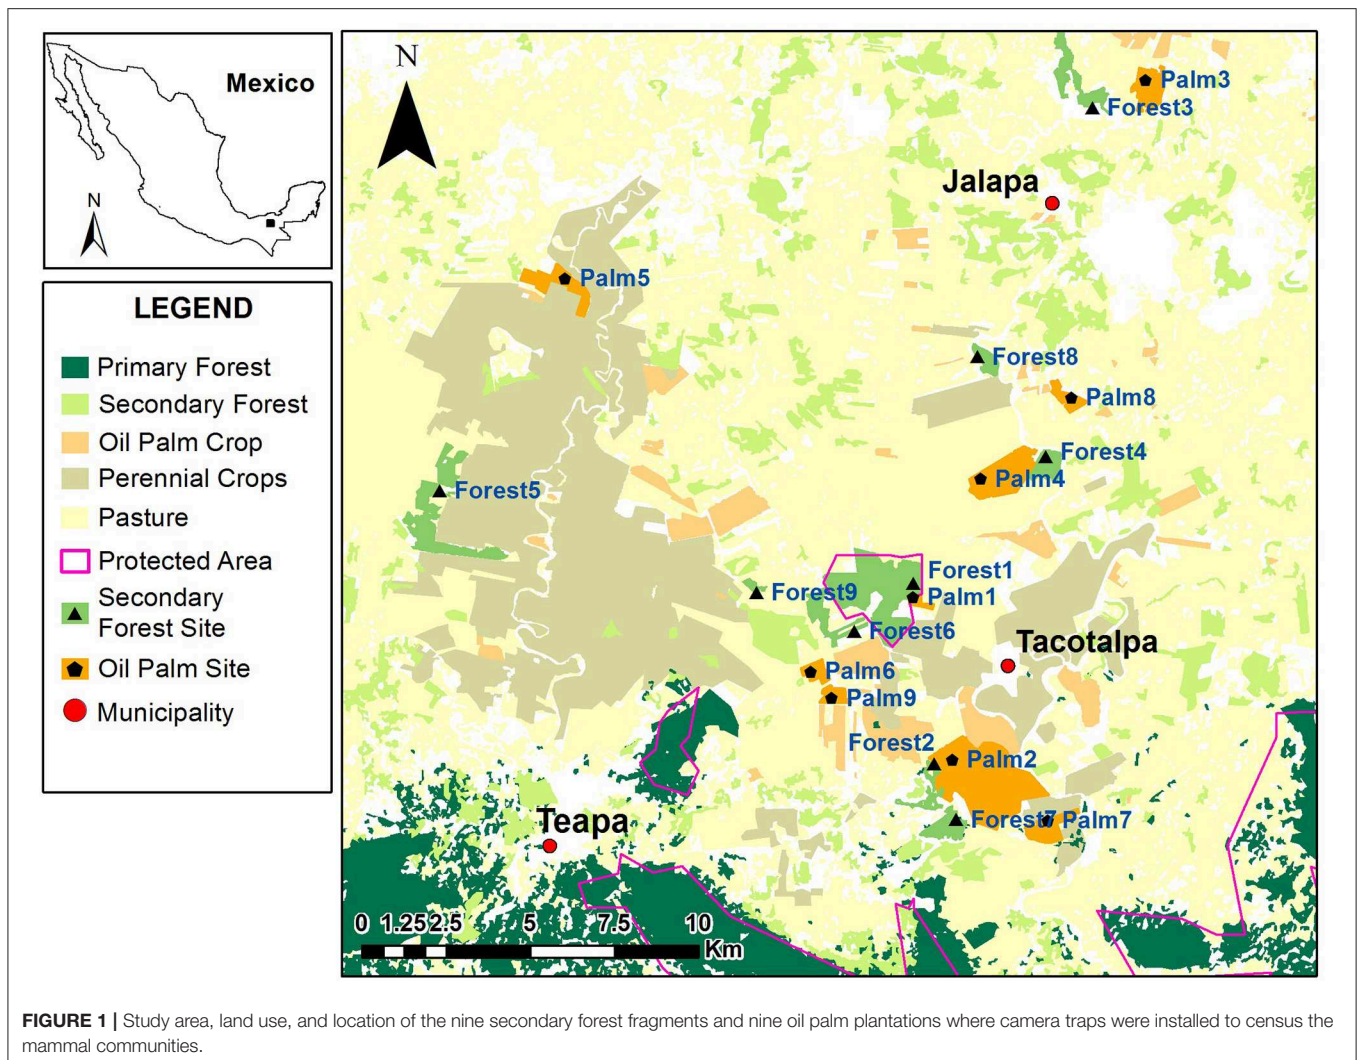 Mexico
N
N
LEGEND
Primary Forest
Secondary Forest
Oil Palm Crop
Perennial Crops
Pasture
Protected Area
Secondary
Forest Site
Oil Palm Site
Municipality
Palm3
Forest3
Jalapa
Palm5
Forest8
Palm8
Forest4
Palm4
Forest5
Forest1
Palm1
Forest9
Forest6
Tacotalpa
Palm6
Palm9
Forest2
Palm2
Forest7
Palm7
Teapa
0 1.25 2.5 5 7.5 10
Km
FIGURE 1 | Study area, land use, and location of the nine secondary forest fragments and nine oil palm plantations where camera traps were installed to census the
mammal communities.